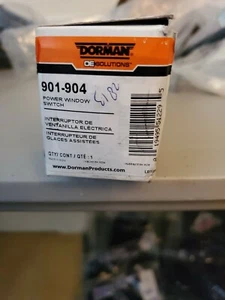 DORMAN
OE SOLUTIONS
901-904
POWER WINDOW
SWITCH
INTERRUPTOR DE
VENTANILLA ELÉCTRICA
INTERRUPTEUR DE
GLACES ASSISTÉES
QTY/ CONT./ QTÉ : 1
www.DormanProducts.com